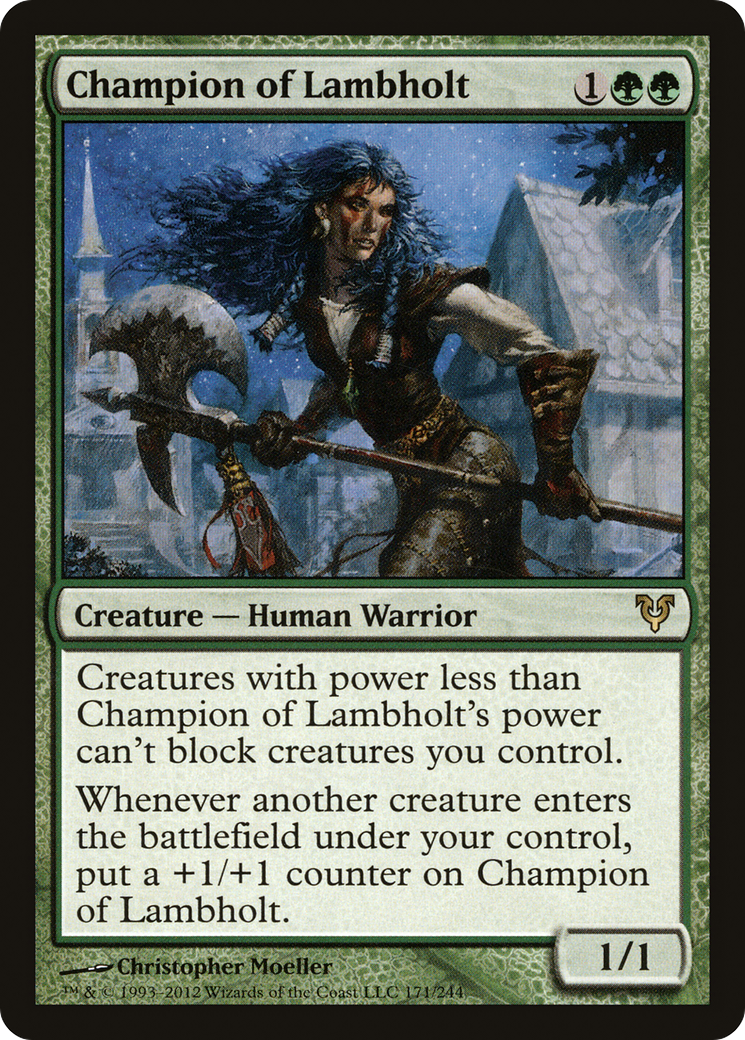 Champion of Lambholt 1
Creature — Human Warrior
Creatures with power less than
Champion of Lambholt's power
can't block creatures you control.
Whenever another creature enters
the battlefield under your control,
put a +1/+1 counter on Champion
of Lambholt.
1/1
Christopher Moeller
™ & © 1993–2012 Wizards of the Coast LLC 171/244